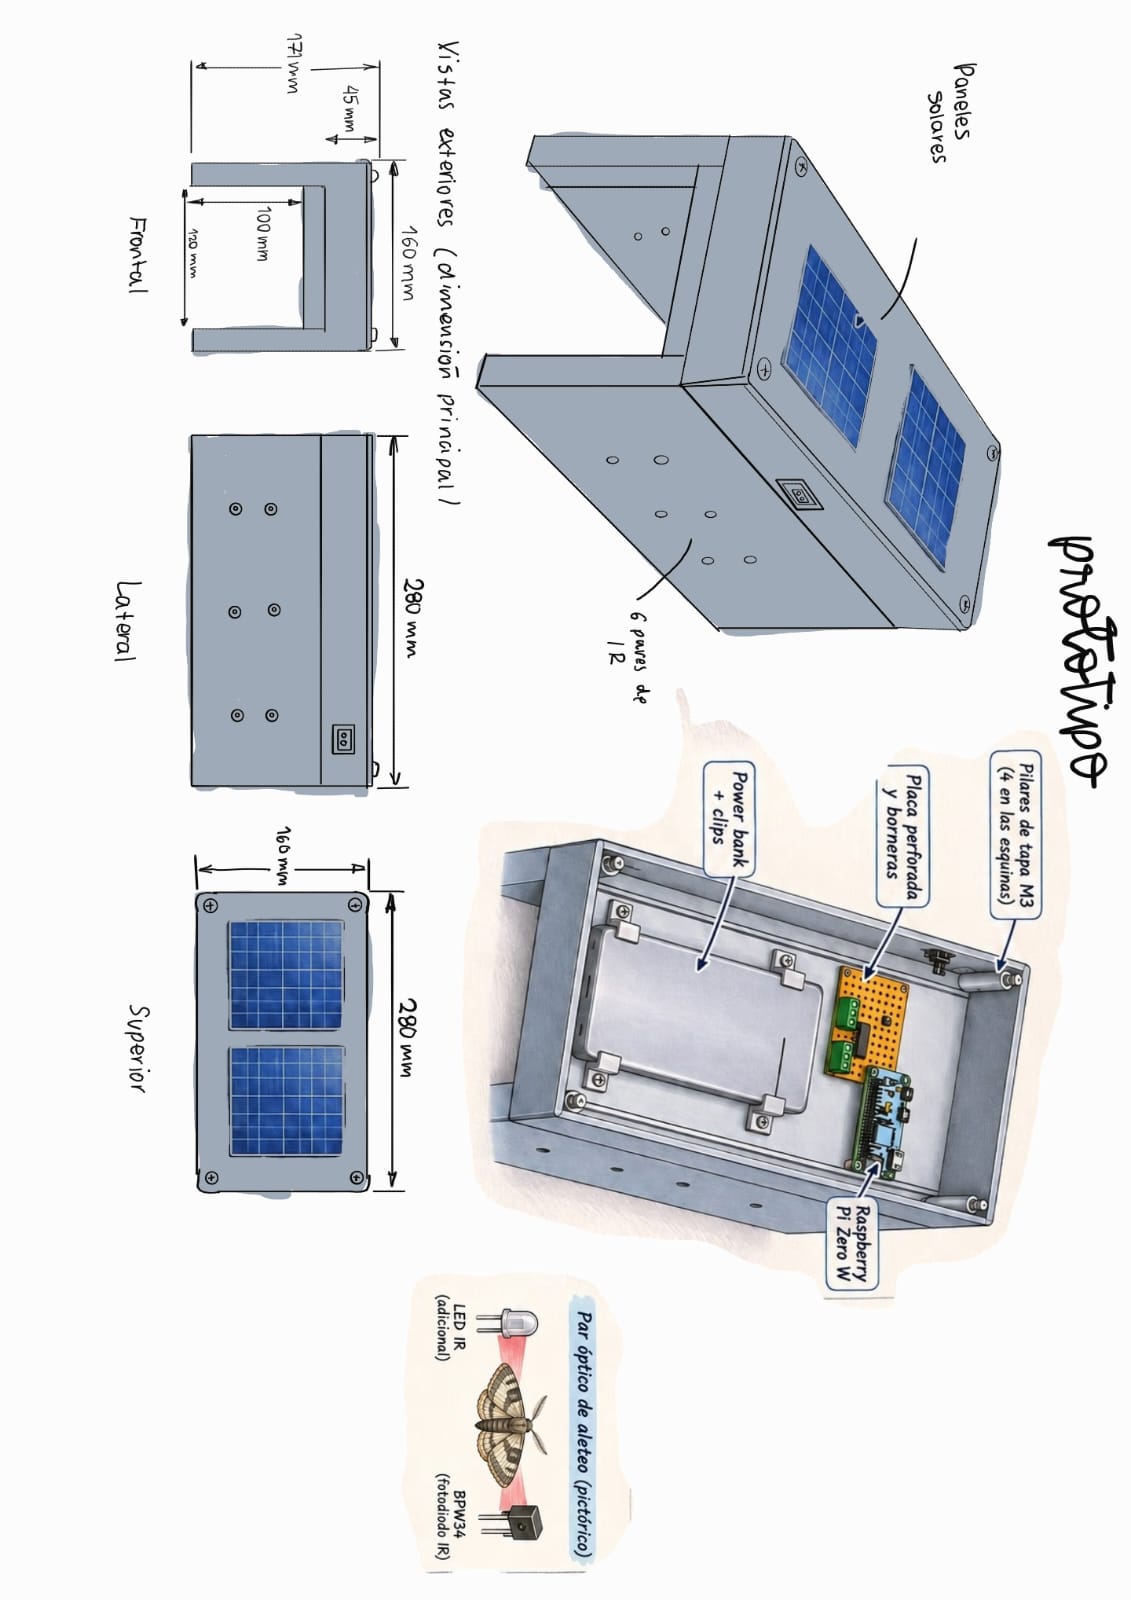 prototipo
Paneles
solares
6 pares de
IR
Vistas exteriores (dimensión principal)
171 mm
45 mm
160 mm
100 mm
120 mm
Frontal
280 mm
Lateral
160 mm
280 mm
Superior
Power bank
+ clips
Placa perforada
y borneras
Pilares de tapa M3
(4 en las esquinas)
Raspberry
Pi Zero W
Par óptico de aleteo (pictórico)
LED IR
(adicional)
BPW34
(fotodiodo IR)